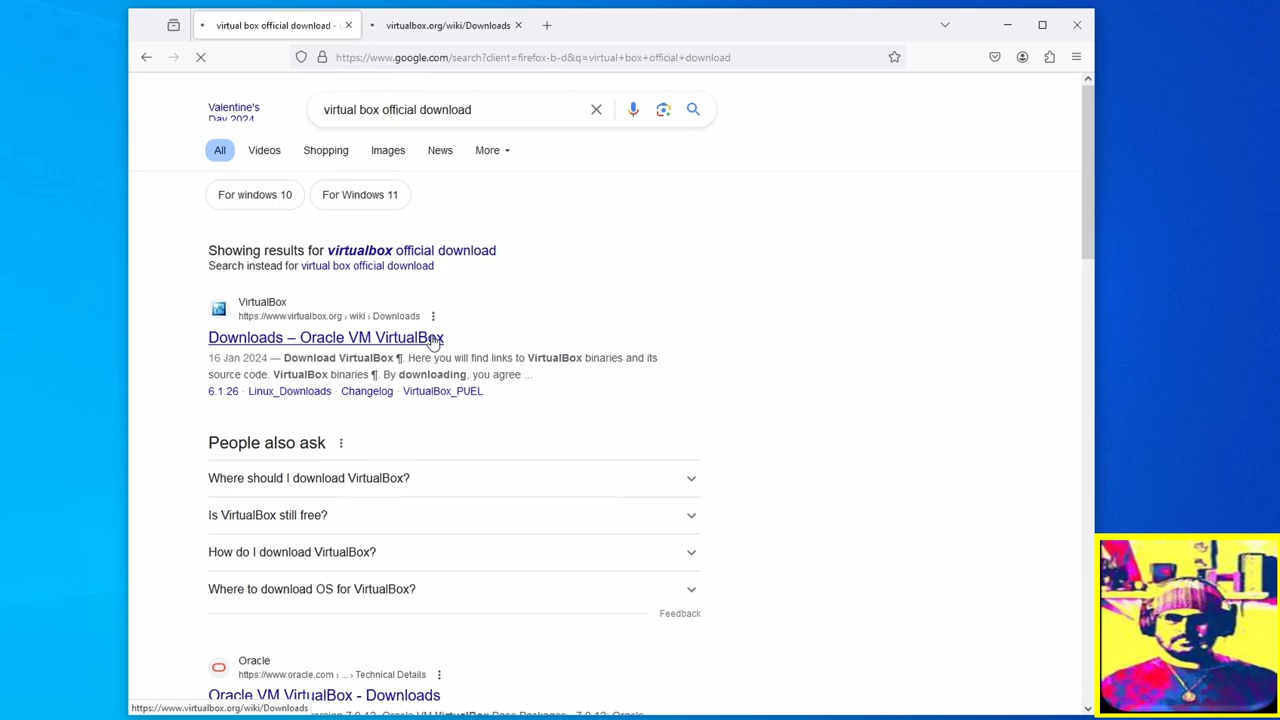 virtual box official download - G
virtualbox.org/wiki/Downloads
https://www.google.com/search?client=firefox-b-d&q=virtual+box+official+download
Valentine's
Day 2024
virtual box official download
All
Videos
Shopping
Images
News
More
For windows 10
For Windows 11
Showing results for virtualbox official download
Search instead for virtual box official download
VirtualBox
https://www.virtualbox.org › wiki › Downloads
Downloads – Oracle VM VirtualBox
16 Jan 2024 — Download VirtualBox ¶. Here you will find links to VirtualBox binaries and its
source code. VirtualBox binaries ¶. By downloading, you agree ...
6.1.26 · Linux_Downloads · Changelog · VirtualBox_PUEL
People also ask
Where should I download VirtualBox?
Is VirtualBox still free?
How do I download VirtualBox?
Where to download OS for VirtualBox?
Feedback
Oracle
https://www.oracle.com › ... › Technical Details
Oracle VM VirtualBox - Downloads
https://www.virtualbox.org/wiki/Downloads